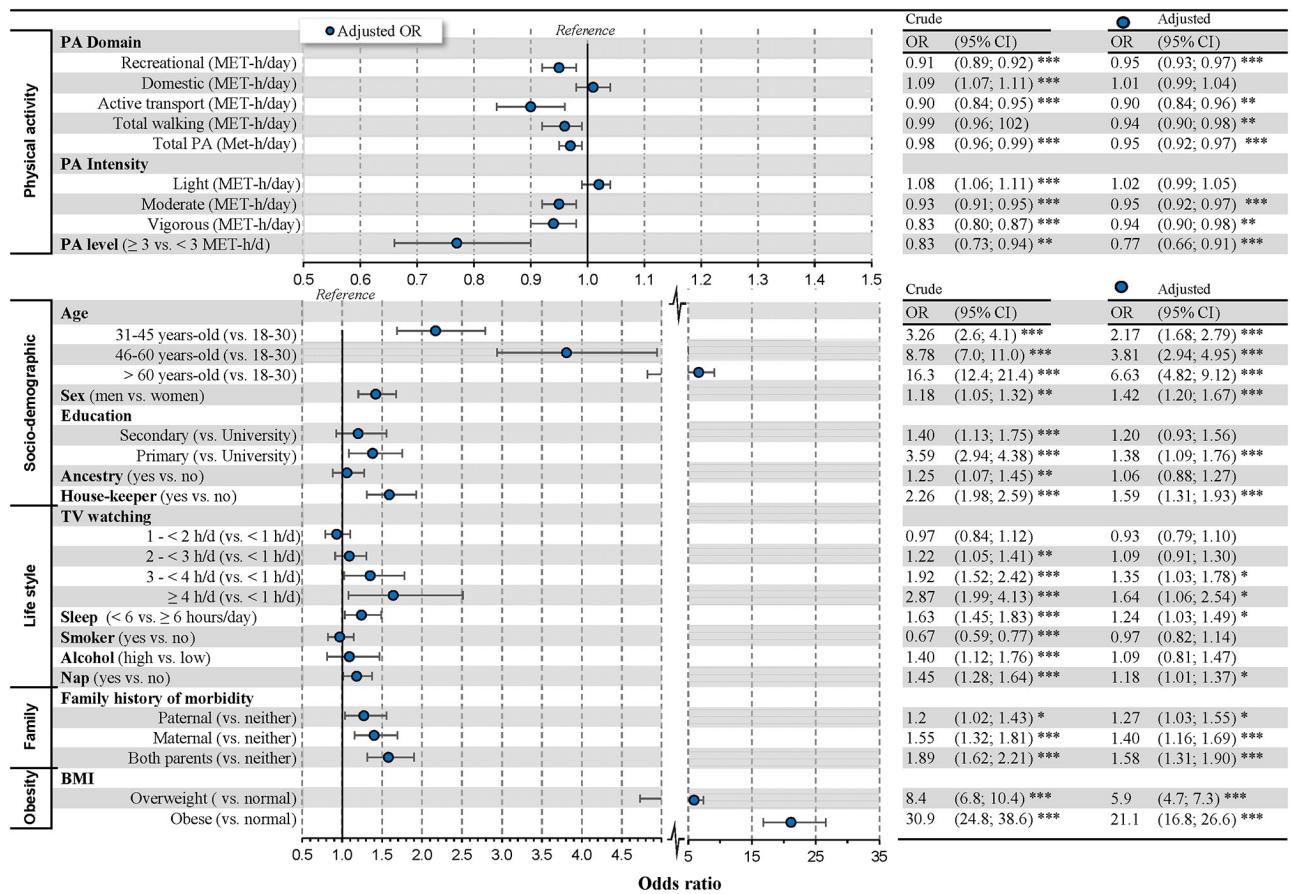 Adjusted OR
Reference
Crude Adjusted
PA Domain OR (95% CI) OR (95% CI)
Recreational (MET-h/day) 0.91 (0.89; 0.92) *** 0.95 (0.93; 0.97) ***
Domestic (MET-h/day) 1.09 (1.07; 1.11) *** 1.01 (0.99; 1.04)
Active transport (MET-h/day) 0.90 (0.84; 0.95) *** 0.90 (0.84; 0.96) **
Total walking (MET-h/day) 0.99 (0.96; 102) 0.94 (0.90; 0.98) **
Total PA (Met-h/day) 0.98 (0.96; 0.99) *** 0.95 (0.92; 0.97) ***
PA Intensity
Light (MET-h/day) 1.08 (1.06; 1.11) *** 1.02 (0.99; 1.05)
Moderate (MET-h/day) 0.93 (0.91; 0.95) *** 0.95 (0.92; 0.97) ***
Vigorous (MET-h/day) 0.83 (0.80; 0.87) *** 0.94 (0.90; 0.98) **
PA level (≥ 3 vs. < 3 MET-h/d) 0.83 (0.73; 0.94) ** 0.77 (0.66; 0.91) ***
Physical activity
0.5 0.6 0.7 0.8 0.9 1.0 1.1 1.2 1.3 1.4 1.5
Reference
Crude Adjusted
Age OR (95% CI) OR (95% CI)
31-45 years-old (vs. 18-30) 3.26 (2.6; 4.1) *** 2.17 (1.68; 2.79) ***
46-60 years-old (vs. 18-30) 8.78 (7.0; 11.0) *** 3.81 (2.94; 4.95) ***
> 60 years-old (vs. 18-30) 16.3 (12.4; 21.4) *** 6.63 (4.82; 9.12) ***
Sex (men vs. women) 1.18 (1.05; 1.32) ** 1.42 (1.20; 1.67) ***
Education
Secondary (vs. University) 1.40 (1.13; 1.75) *** 1.20 (0.93; 1.56)
Primary (vs. University) 3.59 (2.94; 4.38) *** 1.38 (1.09; 1.76) ***
Ancestry (yes vs. no) 1.25 (1.07; 1.45) ** 1.06 (0.88; 1.27)
House-keeper (yes vs. no) 2.26 (1.98; 2.59) *** 1.59 (1.31; 1.93) ***
Socio-demographic
TV watching
1 - < 2 h/d (vs. < 1 h/d) 0.97 (0.84; 1.12) 0.93 (0.79; 1.10)
2 - < 3 h/d (vs. < 1 h/d) 1.22 (1.05; 1.41) ** 1.09 (0.91; 1.30)
3 - < 4 h/d (vs. < 1 h/d) 1.92 (1.52; 2.42) *** 1.35 (1.03; 1.78) *
≥ 4 h/d (vs. < 1 h/d) 2.87 (1.99; 4.13) *** 1.64 (1.06; 2.54) *
Sleep (< 6 vs. ≥ 6 hours/day) 1.63 (1.45; 1.83) *** 1.24 (1.03; 1.49) *
Smoker (yes vs. no) 0.67 (0.59; 0.77) *** 0.97 (0.82; 1.14)
Alcohol (high vs. low) 1.40 (1.12; 1.76) *** 1.09 (0.81; 1.47)
Nap (yes vs. no) 1.45 (1.28; 1.64) *** 1.18 (1.01; 1.37) *
Life style
Family history of morbidity
Paternal (vs. neither) 1.2 (1.02; 1.43) * 1.27 (1.03; 1.55) *
Maternal (vs. neither) 1.55 (1.32; 1.81) *** 1.40 (1.16; 1.69) ***
Both parents (vs. neither) 1.89 (1.62; 2.21) *** 1.58 (1.31; 1.90) ***
Family
BMI
Overweight ( vs. normal) 8.4 (6.8; 10.4) *** 5.9 (4.7; 7.3) ***
Obese (vs. normal) 30.9 (24.8; 38.6) *** 21.1 (16.8; 26.6) ***
Obesity
0.5 1.0 1.5 2.0 2.5 3.0 3.5 4.0 4.5 5 15 25 35
Odds ratio